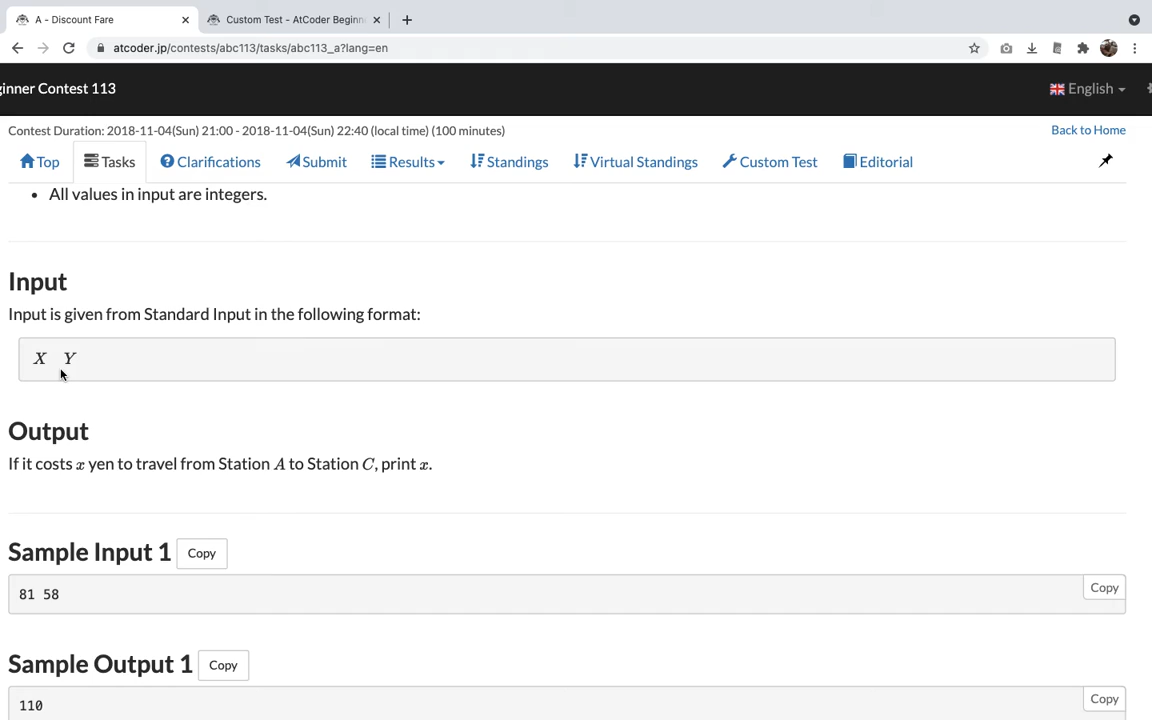 A - Discount Fare
Custom Test - AtCoder Beginn
atcoder.jp/contests/abc113/tasks/abc113_a?lang=en
ginner Contest 113
English
Contest Duration: 2018-11-04(Sun) 21:00 - 2018-11-04(Sun) 22:40 (local time) (100 minutes)
Back to Home
Top
Tasks
Clarifications
Submit
Results
Standings
Virtual Standings
Custom Test
Editorial
• All values in input are integers.
Input
Input is given from Standard Input in the following format:
X Y
Output
If it costs x yen to travel from Station A to Station C, print x.
Sample Input 1 Copy
81 58
Copy
Sample Output 1 Copy
110
Copy